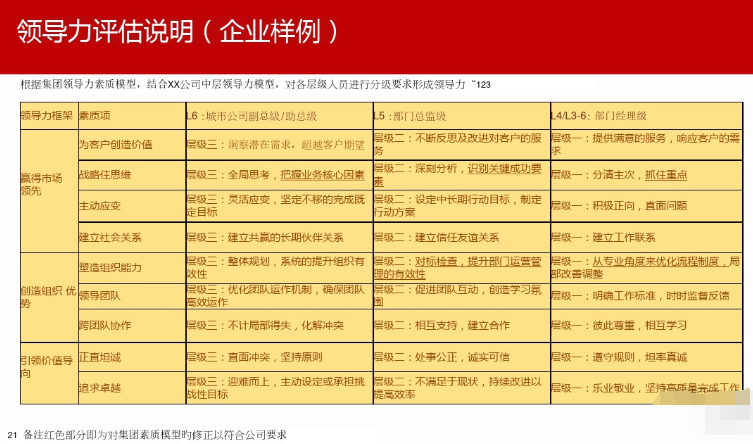 领导力评估说明（企业样例）
根据集团领导力素质模型，结合XX公司中层领导力模型，对各层级人员进行分级要求形成领导力“123
领导力框架 素质项 L6：城市公司副总级/助总级 L5：部门总监级 L4/L3-6：部门经理级
赢得市场领先
为客户创造价值 层级三：洞察潜在需求，超越客户期望 层级二：不断反思及改进对客户的服务 层级一：提供满意的服务，响应客户的需求
战略任思维 层级三：全局思考，把握业务核心因素 层级二：深刻分析，识别关键成功要素 层级一：分清主次，抓住重点
主动应变 层级三：灵活应变，坚定不移的完成既定目标 层级二：设定中长期行动目标，制定行动方案 层级一：积极正向，直面问题
建立社会关系 层级三：建立共赢的长期伙伴关系 层级二：建立信任友谊关系 层级一：建立工作联系
创造组织 优势
塑造组织能力 层级三：整体规划，系统的提升组织有效性 层级二：对标检查，提升部门运营管理的有效性 层级一：从专业角度来优化流程制度，局部改善调整
领导团队 层级三：优化团队运作机制，确保团队高效运作 层级二：促进团队互动，创造学习氛围 层级一：明确工作标准，时时监督反馈
跨团队协作 层级三：不计局部得失，化解冲突 层级二：相互支持，建立合作 层级一：彼此尊重，相互学习
引领价值导向
正直坦诚 层级三：直面冲突，坚持原则 层级二：处事公正，诚实可信 层级一：遵守规则，坦率真诚
追求卓越 层级三：迎难而上，主动设定或承担挑战性目标 层级二：不满足于现状，持续改进以提高效率 层级一：乐业敬业，坚持高质量完成工作
21 备注红色部分即为对集团素质模型的修正以符合公司要求